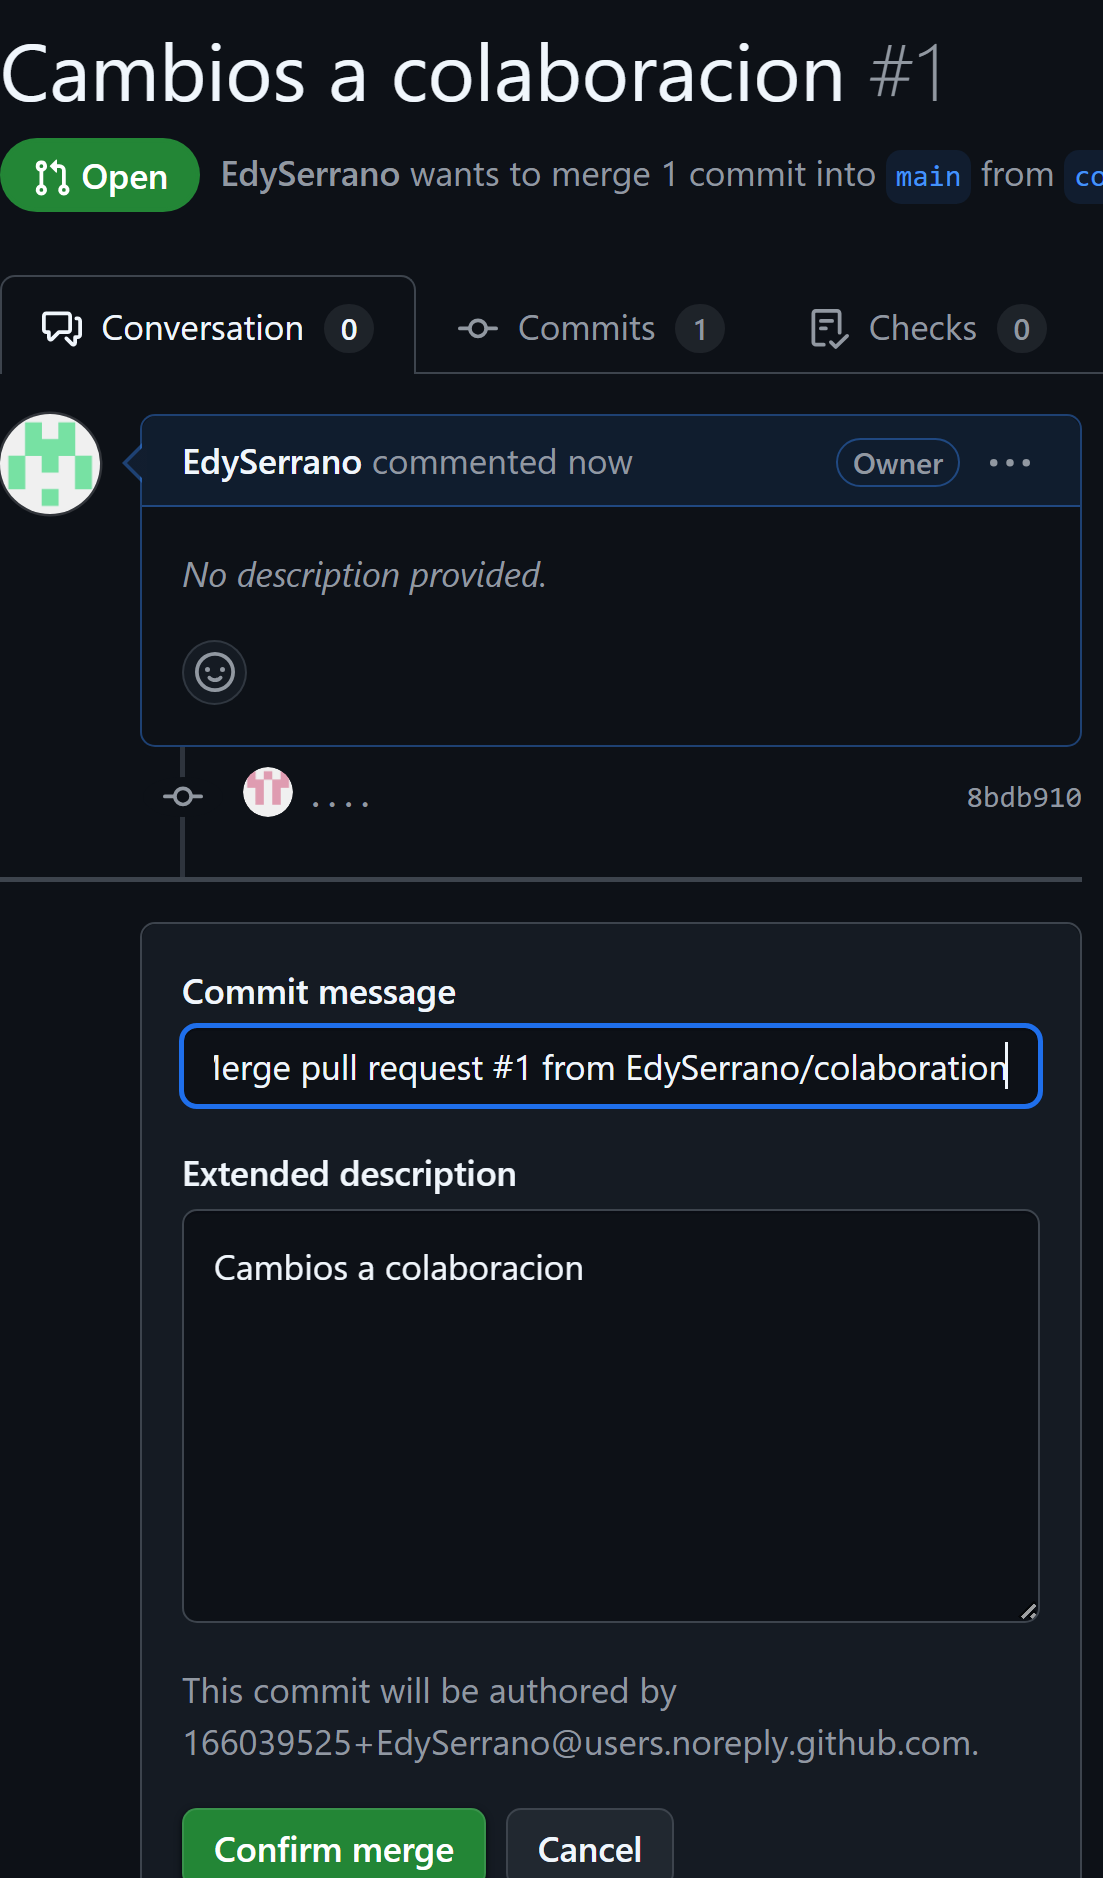 Cambios a colaboracion #1
Open EdySerrano wants to merge 1 commit into main from
Conversation 0 Commits 1 Checks 0
EdySerrano commented now Owner
No description provided.
.... 8bdb910
Commit message
pull request #1 from EdySerrano/colaboration
Extended description
Cambios a colaboracion
This commit will be authored by
166039525+EdySerrano@users.noreply.github.com.
Confirm merge Cancel